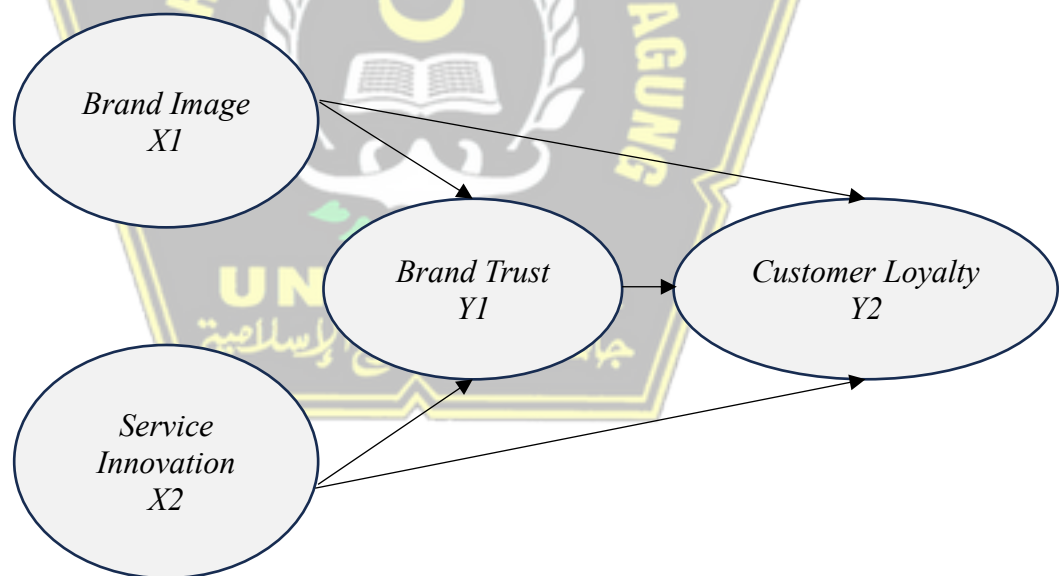 AGUNG
Brand Image
X1
Brand Trust
Y1
Customer Loyalty
Y2
UN
Service
Innovation
X2